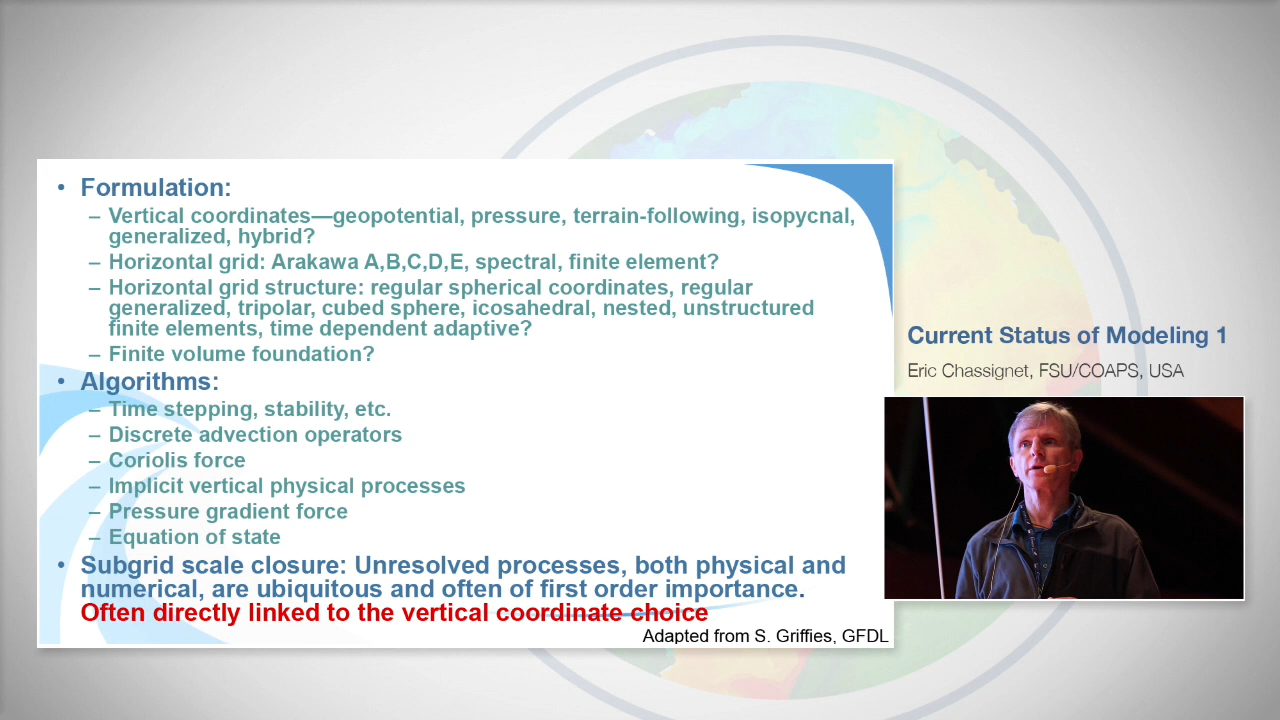 • Formulation:
– Vertical coordinates—geopotential, pressure, terrain-following, isopycnal,
generalized, hybrid?
– Horizontal grid: Arakawa A,B,C,D,E, spectral, finite element?
– Horizontal grid structure: regular spherical coordinates, regular
generalized, tripolar, cubed sphere, icosahedral, nested, unstructured
finite elements, time dependent adaptive?
– Finite volume foundation?
• Algorithms:
– Time stepping, stability, etc.
– Discrete advection operators
– Coriolis force
– Implicit vertical physical processes
– Pressure gradient force
– Equation of state
• Subgrid scale closure: Unresolved processes, both physical and
numerical, are ubiquitous and often of first order importance.
Often directly linked to the vertical coordinate choice
Adapted from S. Griffies, GFDL
Current Status of Modeling 1
Eric Chassignet, FSU/COAPS, USA